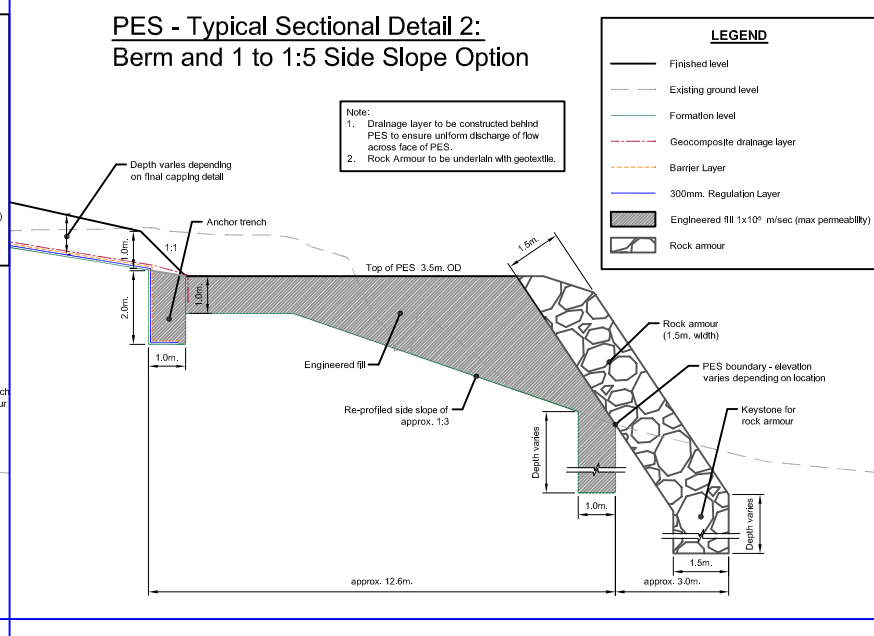 PES - Typical Sectional Detail 2:
Berm and 1 to 1:5 Side Slope Option
LEGEND
Finished level
Existing ground level
Formation level
Geocomposite drainage layer
Barrier Layer
300mm. Regulation Layer
Engineered fill 1x10⁹ m/sec (max permeability)
Rock armour
Note:
1. Drainage layer to be constructed behind
PES to ensure uniform discharge of flow
across face of PES.
2. Rock Armour to be underlain with geotextile.
Depth varies depending
on final capping detail
Anchor trench
1:1
1.0m.
2.0m.
1.0m.
1.0m.
Top of PES 3.5m. OD
1.5m.
Rock armour
(1.5m. width)
PES boundary - elevation
varies depending on location
Keystone for
rock armour
Engineered fill
Re-profiled side slope of
approx. 1:3
Depth varies
1.0m.
Depth varies
1.5m.
approx. 12.6m.
approx. 3.0m.